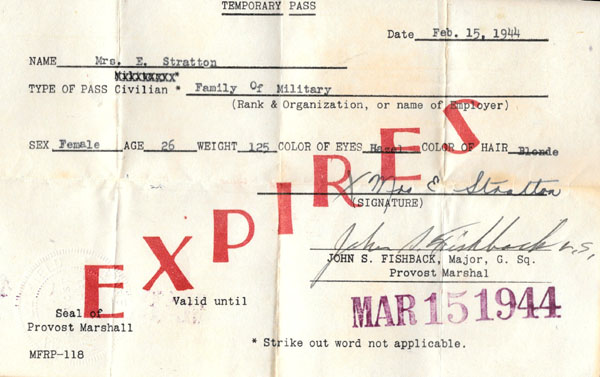 TEMPORARY PASS
Date Feb. 15, 1944
NAME Mrs. E. Stratton
TYPE OF PASS Civilian * Family Of Military
(Rank & Organization, or name of Employer)
SEX Female AGE 26 WEIGHT 125 COLOR OF EYES Hazel COLOR OF HAIR Blonde
X Mrs E Stratton
(SIGNATURE)
EXPIRES
John S. Fishback
JOHN S. FISHBACK, Major, G. Sq.
Provost Marshal
Valid until MAR 15 1944
Seal of
Provost Marshall
* Strike out word not applicable.
MFRP-118